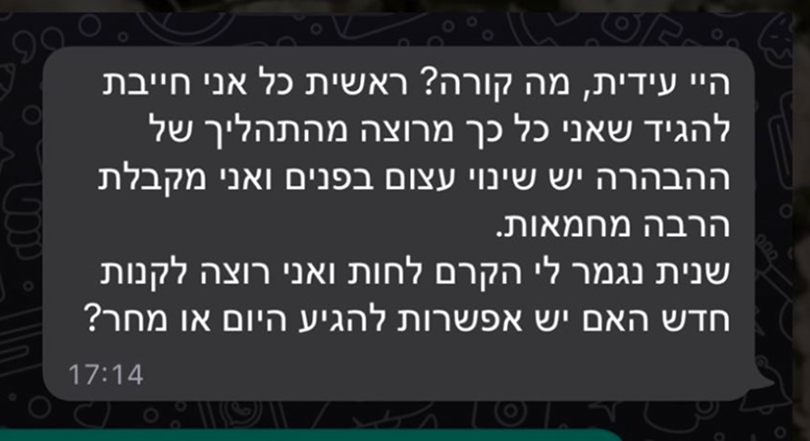 היי עידית, מה קורה? ראשית כל אני חייבת
להגיד שאני כל כך מרוצה מהתהליך של
ההבהרה יש שינוי עצום בפנים ואני מקבלת
הרבה מחמאות.
שנית נגמר לי הקרם לחות ואני רוצה לקנות
חדש האם יש אפשרות להגיע היום או מחר?
17:14